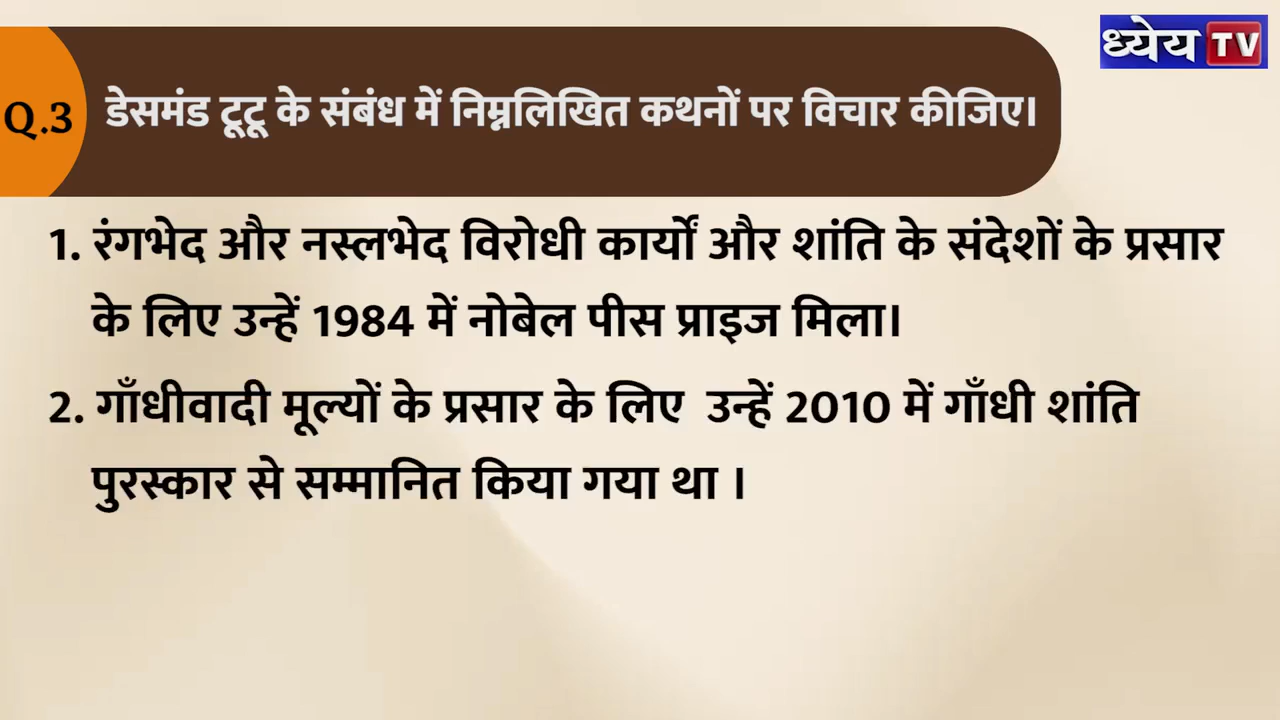 ध्येय TV
Q.3 डेसमंड टूटू के संबंध में निम्नलिखित कथनों पर विचार कीजिए।
1. रंगभेद और नस्लभेद विरोधी कार्यों और शांति के संदेशों के प्रसार
के लिए उन्हें 1984 में नोबेल पीस प्राइज मिला।
2. गाँधीवादी मूल्यों के प्रसार के लिए उन्हें 2010 में गाँधी शांति
पुरस्कार से सम्मानित किया गया था ।